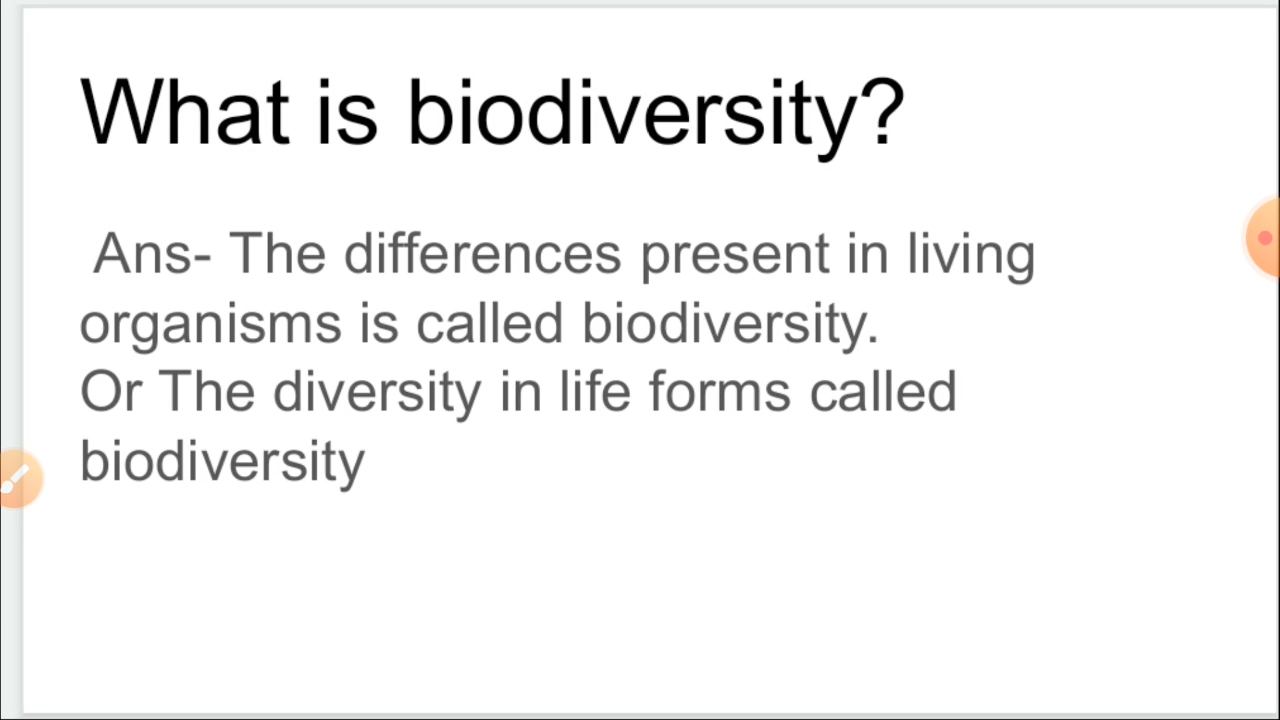 What is biodiversity?
Ans- The differences present in living
organisms is called biodiversity.
Or The diversity in life forms called
biodiversity